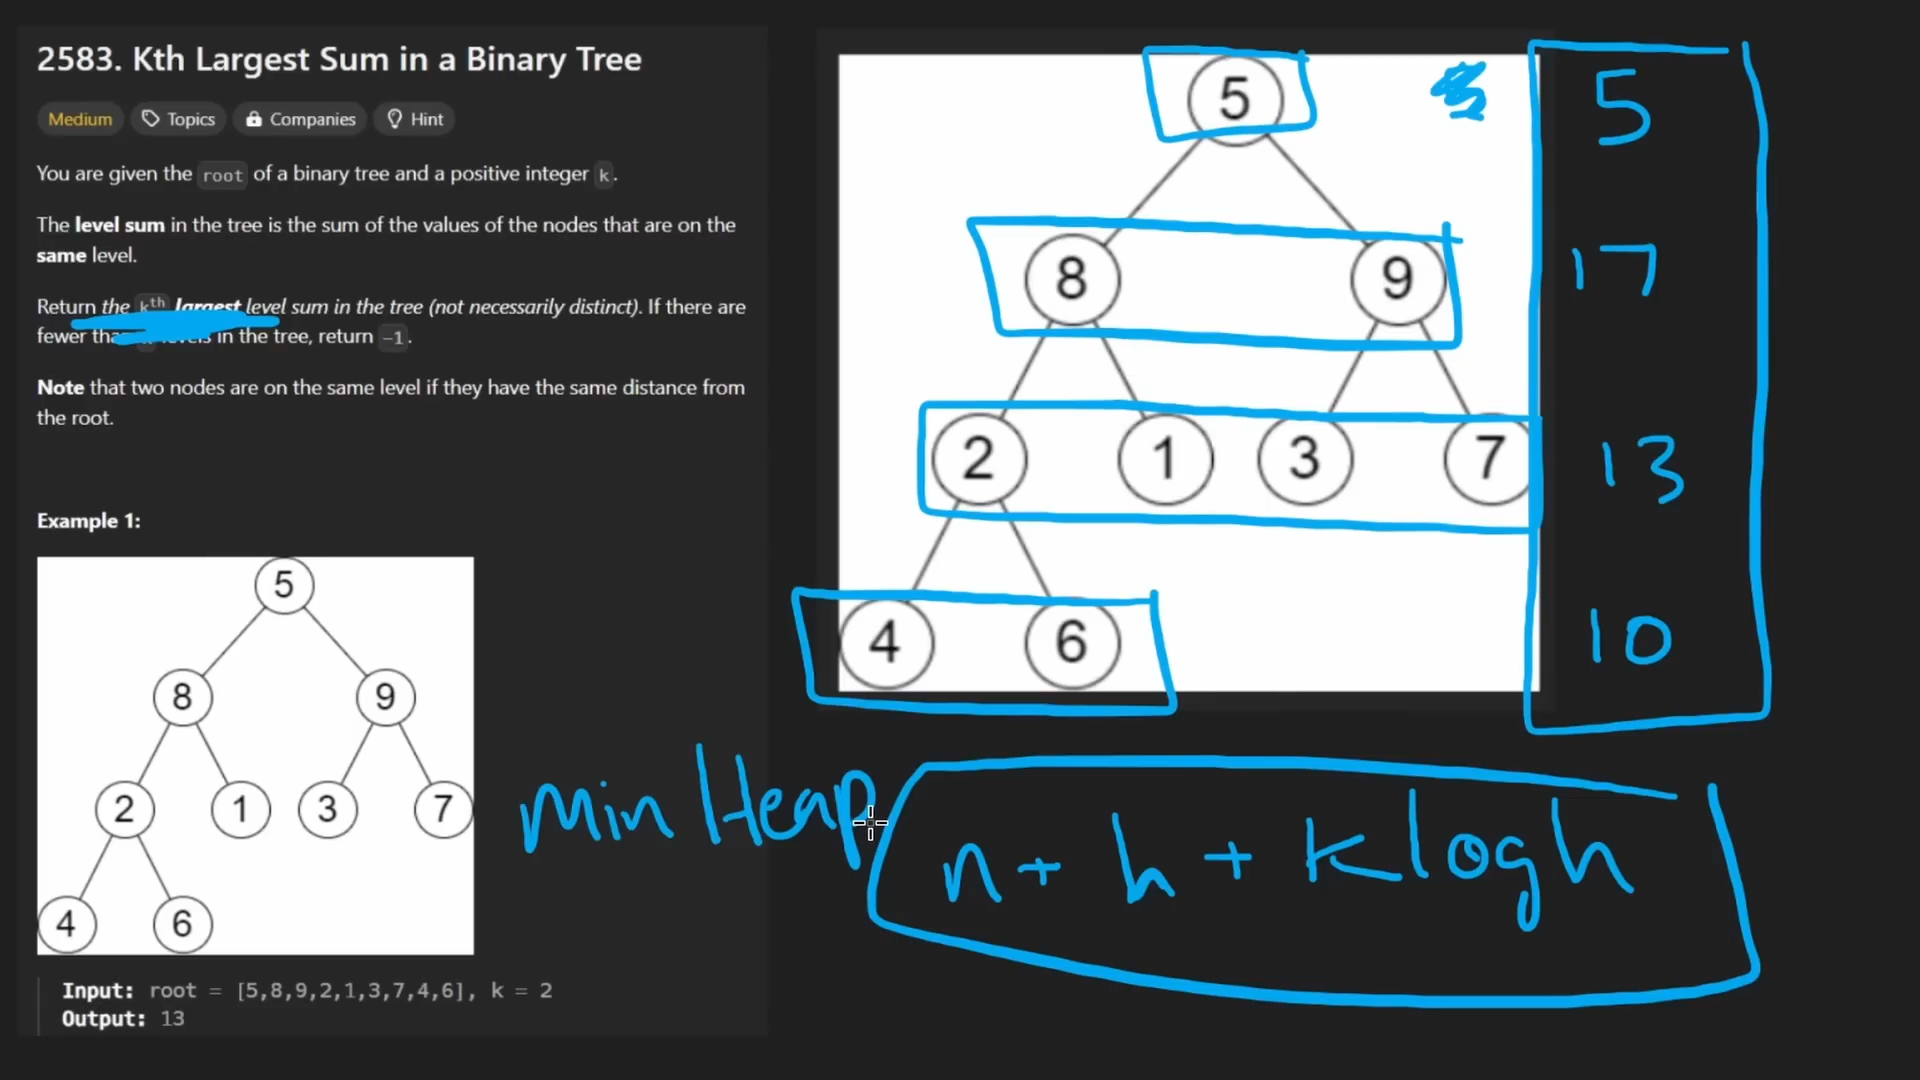 2583. Kth Largest Sum in a Binary Tree
Medium Topics Companies Hint
You are given the root of a binary tree and a positive integer k.
The level sum in the tree is the sum of the values of the nodes that are on the
same level.
Return the kth largest level sum in the tree (not necessarily distinct). If there are
fewer than levels in the tree, return -1.
Note that two nodes are on the same level if they have the same distance from
the root.
Example 1:
5
8 9
2 1 3 7
4 6
Input: root = [5,8,9,2,1,3,7,4,6], k = 2
Output: 13
5 5
8 9 17
2 1 3 7 13
4 6 10
Min Heap
n + h + k log h